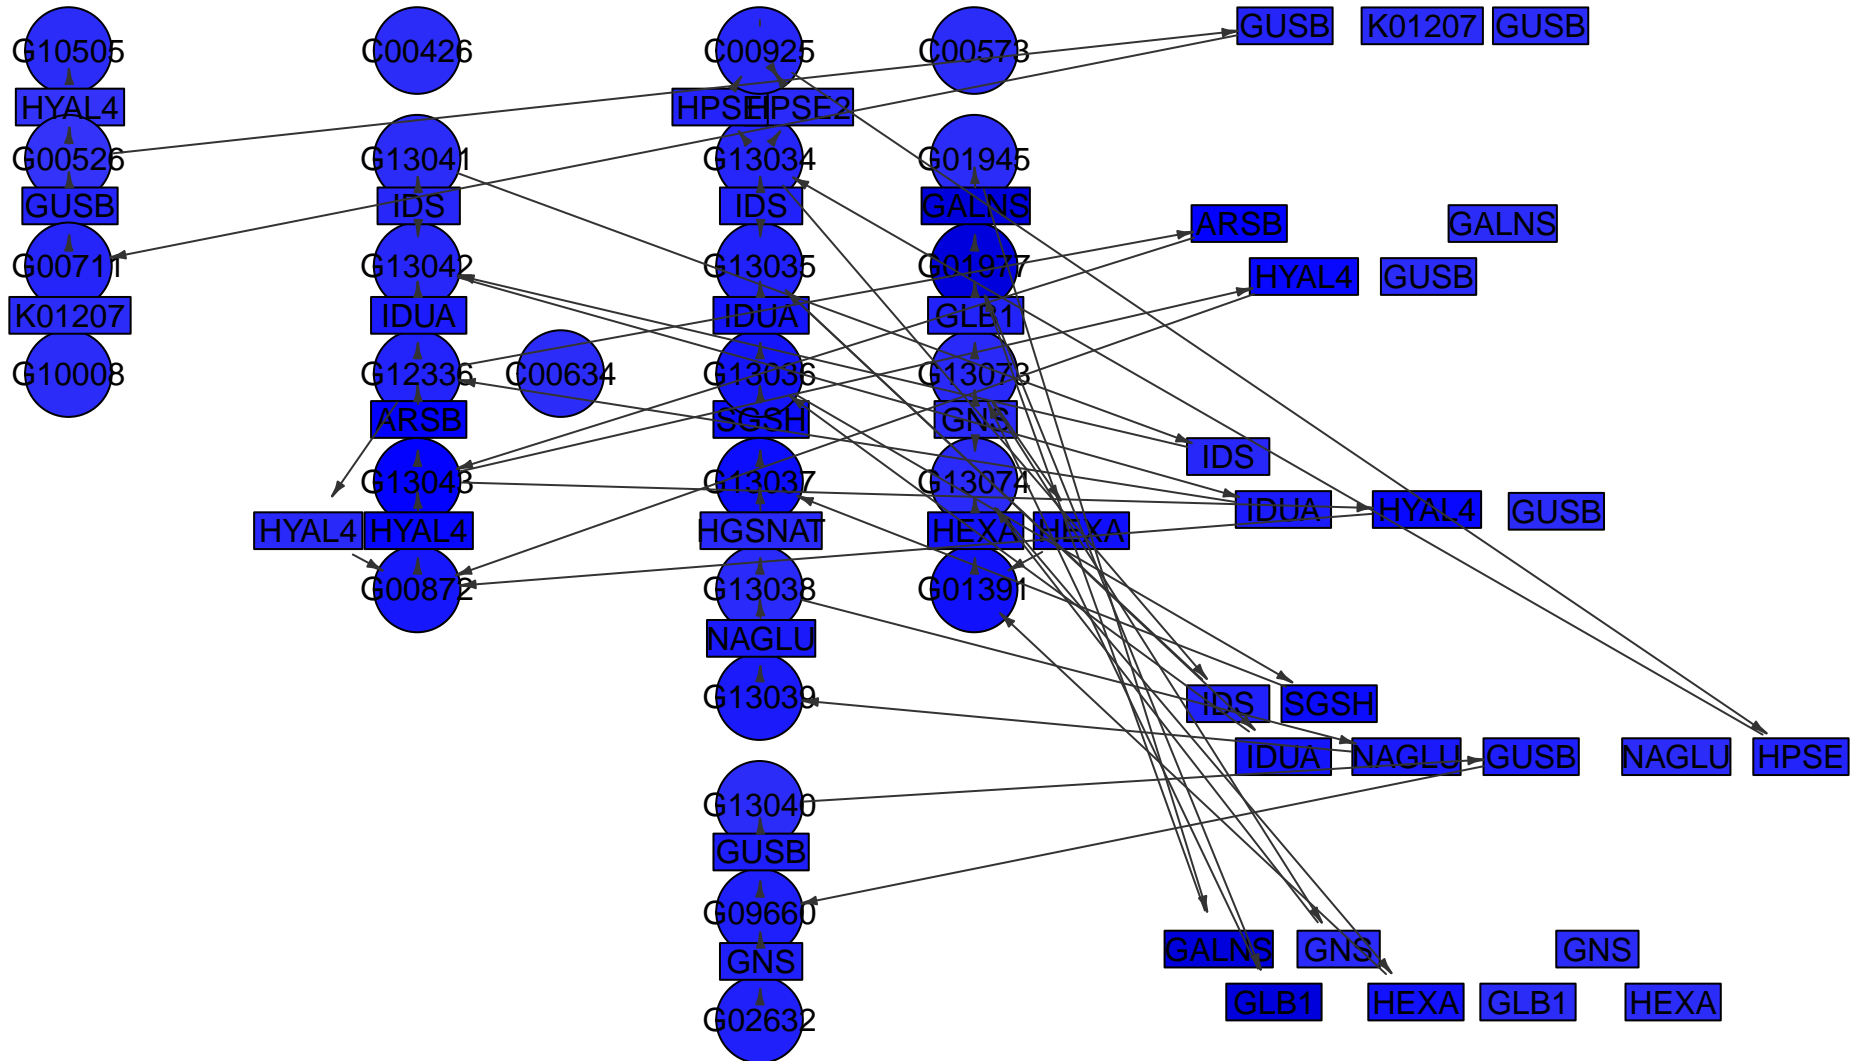 G10505 C00426 C00925 C00573 GUSB K01207 GUSB
HYAL4 HPSE HPSE2
G00526 G13041 G13034 G01945
GUSB IDS IDS GALNS ARSB GALNS
G00711 G13042 G13035 G01977 HYAL4 GUSB
K01207 IDUA IDUA GLB1
G10008 G12336 C00634 G13036 G13073
ARSB SGSH GNS IDS
G13043 G13037 G13074 IDUA HYAL4 GUSB
HYAL4 HYAL4 HGSNAT HEXA HEXA
G00872 G13038 G01391
NAGLU
G13039 IDS SGSH
IDUA NAGLU GUSB NAGLU HPSE
G13040
GUSB
G09660
GNS GALNS GNS GNS
G02632 GLB1 HEXA GLB1 HEXA